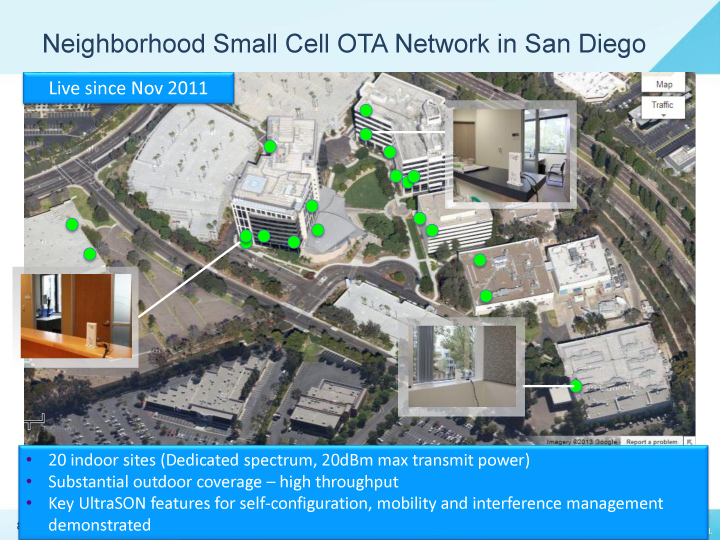 Neighborhood Small Cell OTA Network in San Diego
Live since Nov 2011
Map
Traffic
Imagery ©2013 Google
Report a problem
• 20 indoor sites (Dedicated spectrum, 20dBm max transmit power)
• Substantial outdoor coverage – high throughput
• Key UltraSON features for self-configuration, mobility and interference management
demonstrated